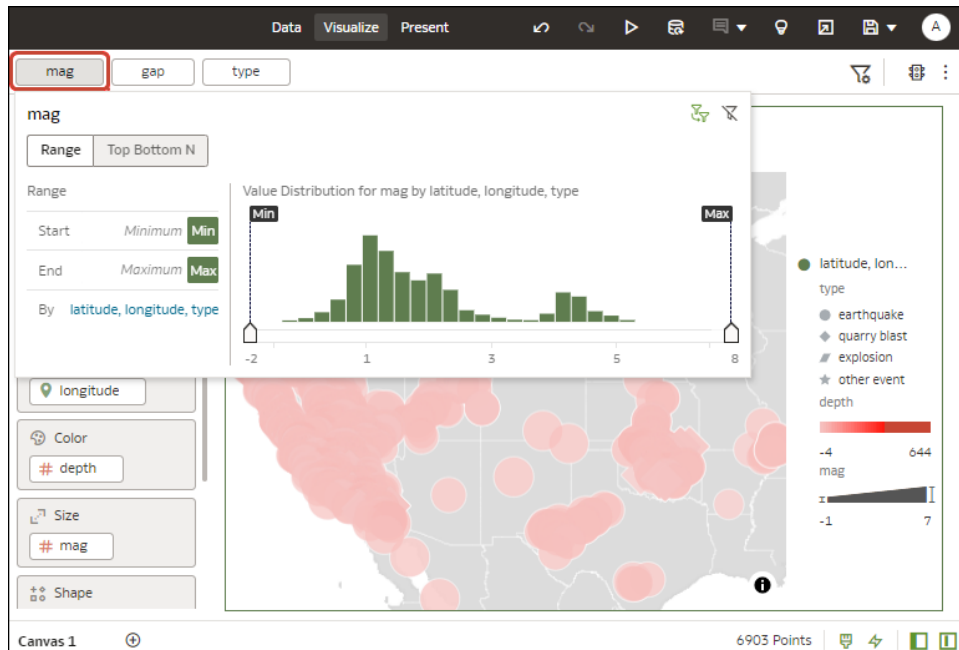 Data Visualize Present A
mag gap type
mag
Range Top Bottom N
Range
Value Distribution for mag by latitude, longitude, type
Min Max
Start Minimum Min
End Maximum Max
By latitude, longitude, type
-2 1 3 5 8
longitude
Color
# depth
Size
# mag
Shape
latitude, lon...
type
earthquake
quarry blast
explosion
other event
depth
-4 644
mag
-1 7
Canvas 1
6903 Points